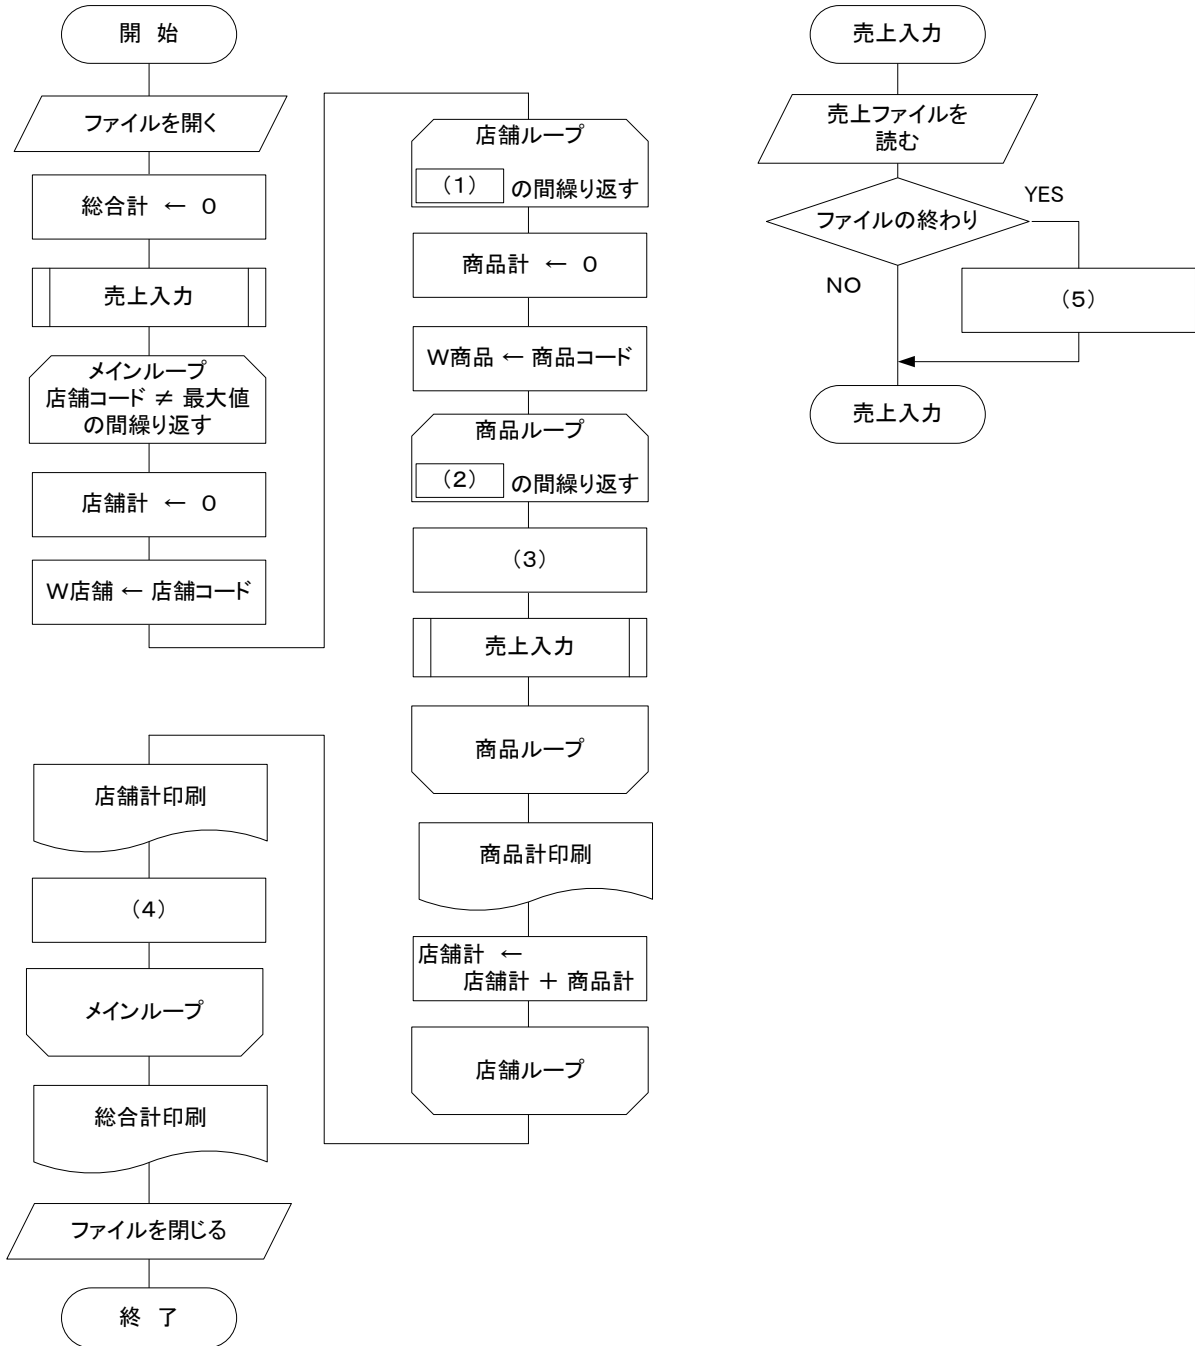 開 始
ファイルを開く
総合計 ← 0
売上入力
メインループ
店舗コード ≠ 最大値
の間繰り返す
店舗計 ← 0
W店舗 ← 店舗コード
店舗ループ
(1) の間繰り返す
商品計 ← 0
W商品 ← 商品コード
商品ループ
(2) の間繰り返す
(3)
売上入力
商品ループ
商品計印刷
店舗計 ←
店舗計 + 商品計
店舗ループ
店舗計印刷
(4)
メインループ
総合計印刷
ファイルを閉じる
終 了
売上入力
売上ファイルを
読む
ファイルの終わり
YES
NO
(5)
売上入力